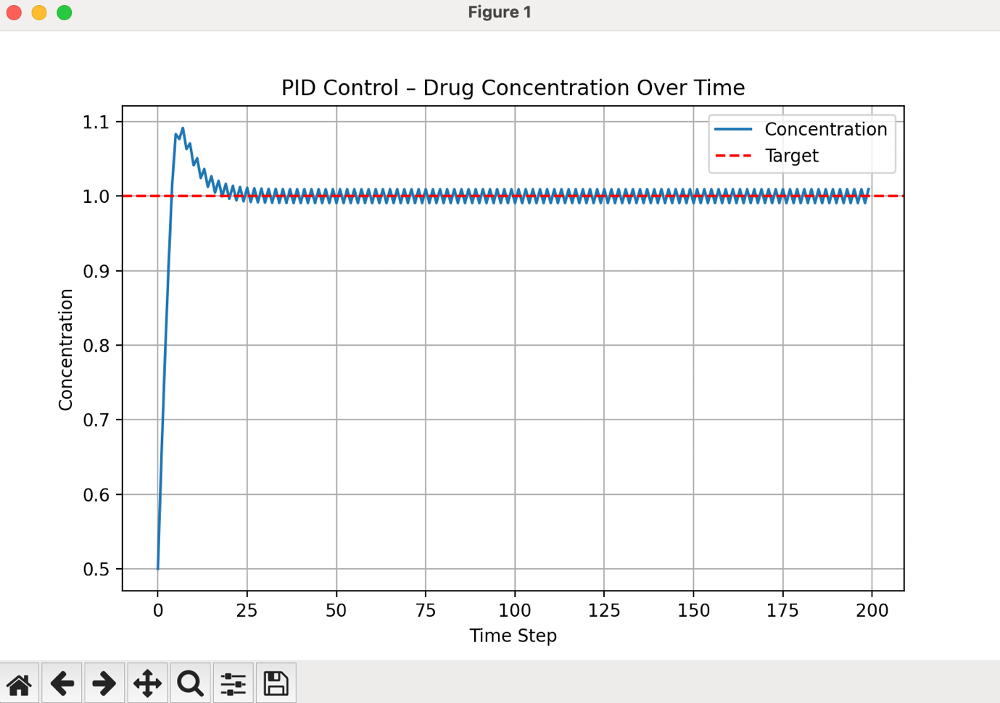 Figure 1
PID Control – Drug Concentration Over Time
Concentration
Target
1.1
1.0
0.9
0.8
0.7
0.6
0.5
Concentration
0 25 50 75 100 125 150 175 200
Time Step